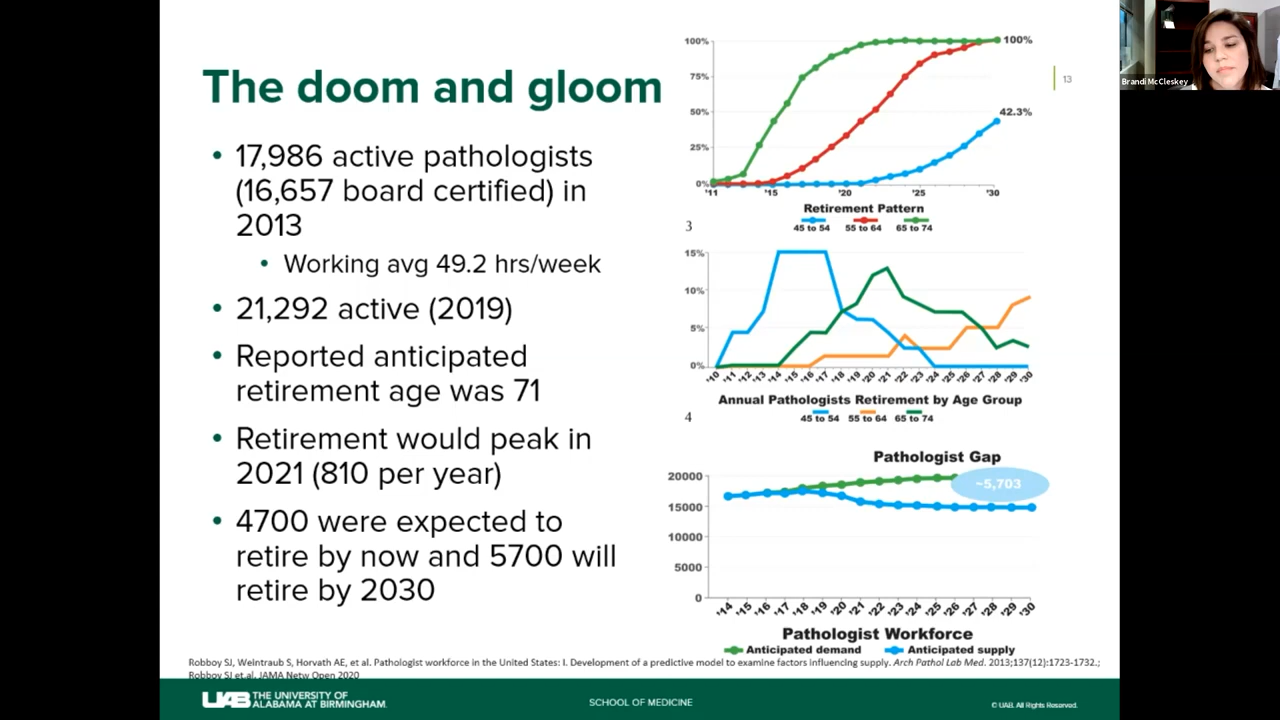 The doom and gloom
• 17,986 active pathologists
(16,657 board certified) in
2013
• Working avg 49.2 hrs/week
• 21,292 active (2019)
• Reported anticipated
retirement age was 71
• Retirement would peak in
2021 (810 per year)
• 4700 were expected to
retire by now and 5700 will
retire by 2030
100%
75%
50%
25%
0%
100%
42.3%
'11 '15 '20 '25 '30
Retirement Pattern
45 to 54 55 to 64 65 to 74
3
15%
10%
5%
0%
'10 '11 '12 '13 '14 '15 '16 '17 '18 '19 '20 '21 '22 '23 '24 '25 '26 '27 '28 '29 '30
Annual Pathologists Retirement by Age Group
45 to 54 55 to 64 65 to 74
4
Pathologist Gap
20000
15000
10000
5000
0
~5,703
'14 '15 '16 '17 '18 '19 '20 '21 '22 '23 '24 '25 '26 '27 '28 '29 '30
Pathologist Workforce
Anticipated demand Anticipated supply
13
Brandi McCleskey
Robboy SJ, Weintraub S, Horvath AE, et al. Pathologist workforce in the United States: I. Development of a predictive model to examine factors influencing supply. Arch Pathol Lab Med. 2013;137(12):1723-1732.;
Robboy SJ et.al. JAMA Netw Open 2020
UAB THE UNIVERSITY OF
ALABAMA AT BIRMINGHAM.
SCHOOL OF MEDICINE
© UAB. All Rights Reserved.